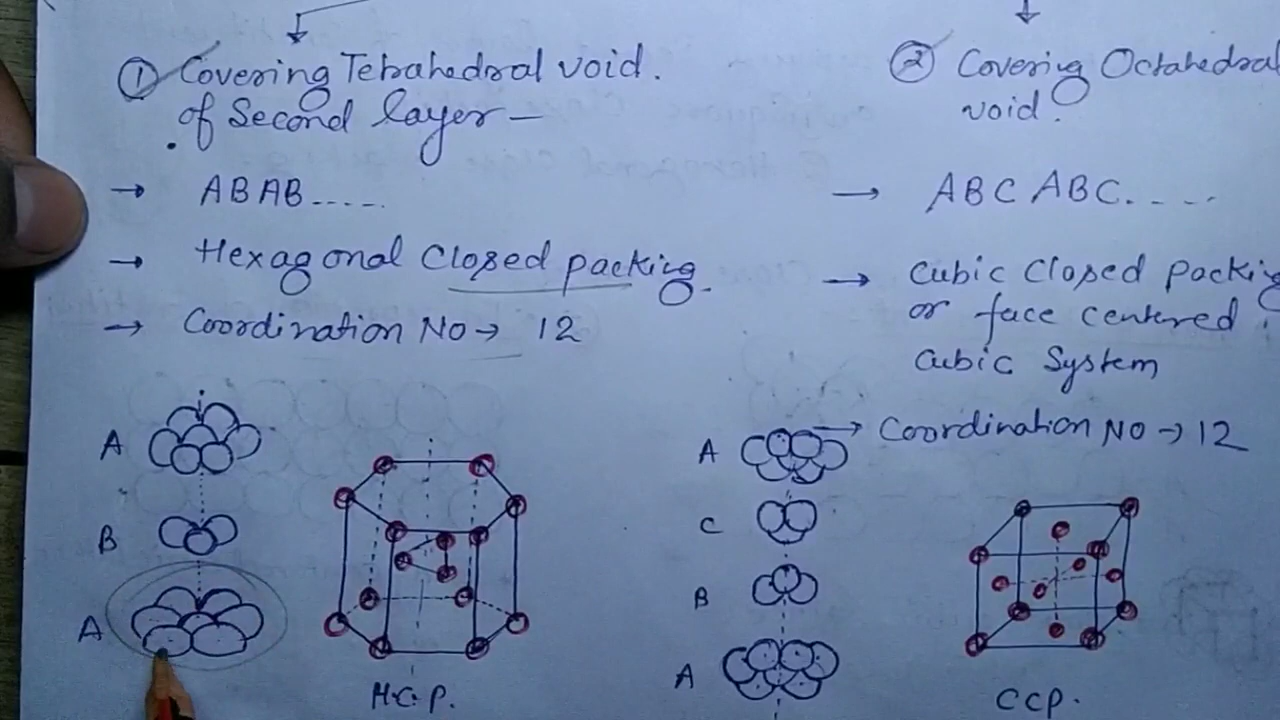 ① Covering Tetrahedral void.
of Second layer —
→ ABAB.....
→ Hexagonal Closed packing.
→ Coordination No → 12
A
B
A
H.C.P.
② Covering Octahedral
void.
→ ABC ABC....
→ Cubic Closed Packing
or face centered
Cubic System
→ Coordination No → 12
A
C
B
A
CCP.